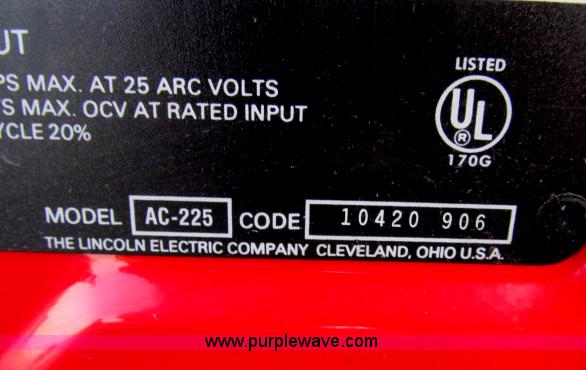 UT
PS MAX. AT 25 ARC VOLTS
S MAX. OCV AT RATED INPUT
YCLE 20%
LISTED
UL
®
170G
MODEL AC-225 CODE 10420 906
THE LINCOLN ELECTRIC COMPANY CLEVELAND, OHIO U.S.A.
www.purplewave.com